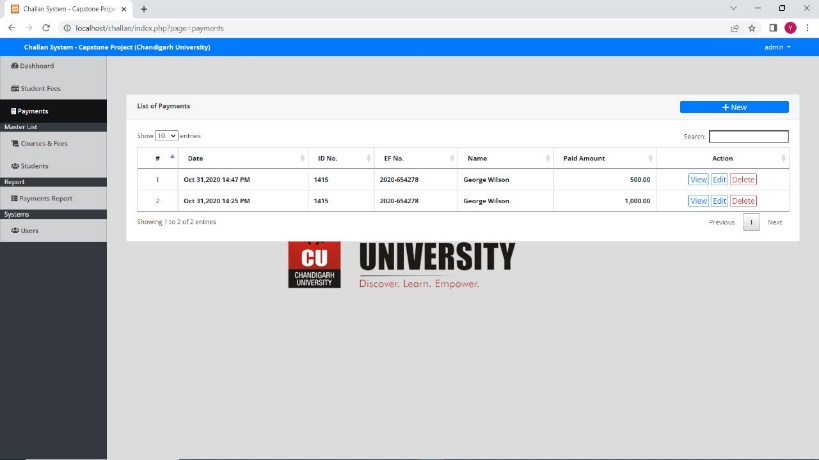 Challan System - Capstone Proje
localhost/challan/index.php?page=payments
Y
Challan System - Capstone Project (Chandigarh University)
admin
Dashboard
Student Fees
Payments
Master List
Courses & Fees
Students
Report
Payments Report
Systems
Users
List of Payments
+ New
Show 10 entries
Search:
# Date ID No. EF No. Name Paid Amount Action
1 Oct 31,2020 14:47 PM 1415 2020-654278 George Wilson 500.00 View Edit Delete
2 Oct 31,2020 14:25 PM 1415 2020-654278 George Wilson 1,000.00 View Edit Delete
Showing 1 to 2 of 2 entries
Previous 1 Next
CU
CHANDIGARH
UNIVERSITY
UNIVERSITY
Discover. Learn. Empower.